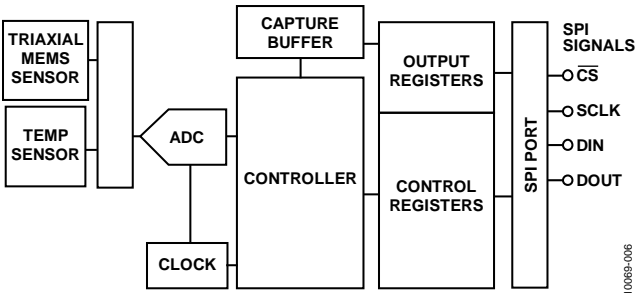 TRIAXIAL
MEMS
SENSOR
TEMP
SENSOR
ADC
CLOCK
CAPTURE
BUFFER
CONTROLLER
OUTPUT
REGISTERS
CONTROL
REGISTERS
SPI PORT
SPI
SIGNALS
C̅S̅
SCLK
DIN
DOUT
10069-006